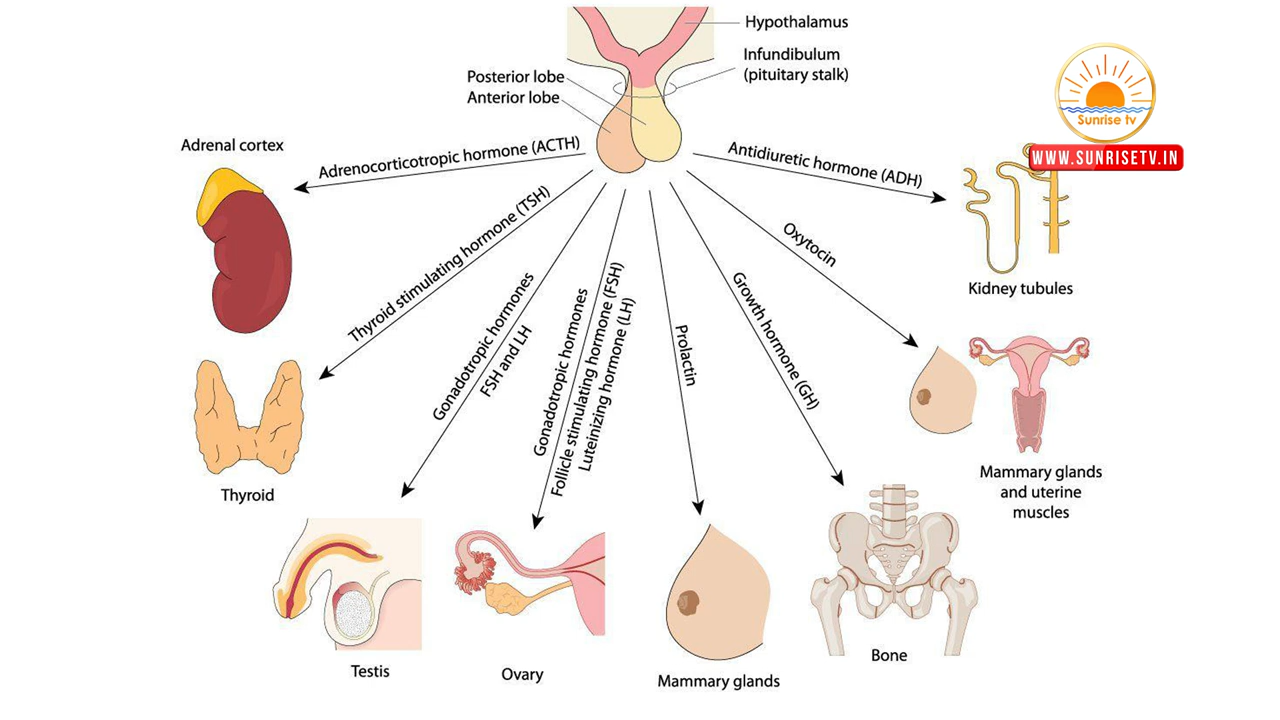 Hypothalamus
Infundibulum
(pituitary stalk)
Posterior lobe
Anterior lobe
Sunrise tv
WWW.SUNRISETV.IN
Adrenal cortex
Adrenocorticotropic hormone (ACTH)
Antidiuretic hormone (ADH)
Thyroid stimulating hormone (TSH)
Oxytocin
Kidney tubules
Gonadotropic hormones
FSH and LH
Gonadotropic hormones
Follicle stimulating hormone (FSH)
Luteinizing hormone (LH)
Prolactin
Growth hormone (GH)
Thyroid
Mammary glands
and uterine
muscles
Testis
Ovary
Mammary glands
Bone